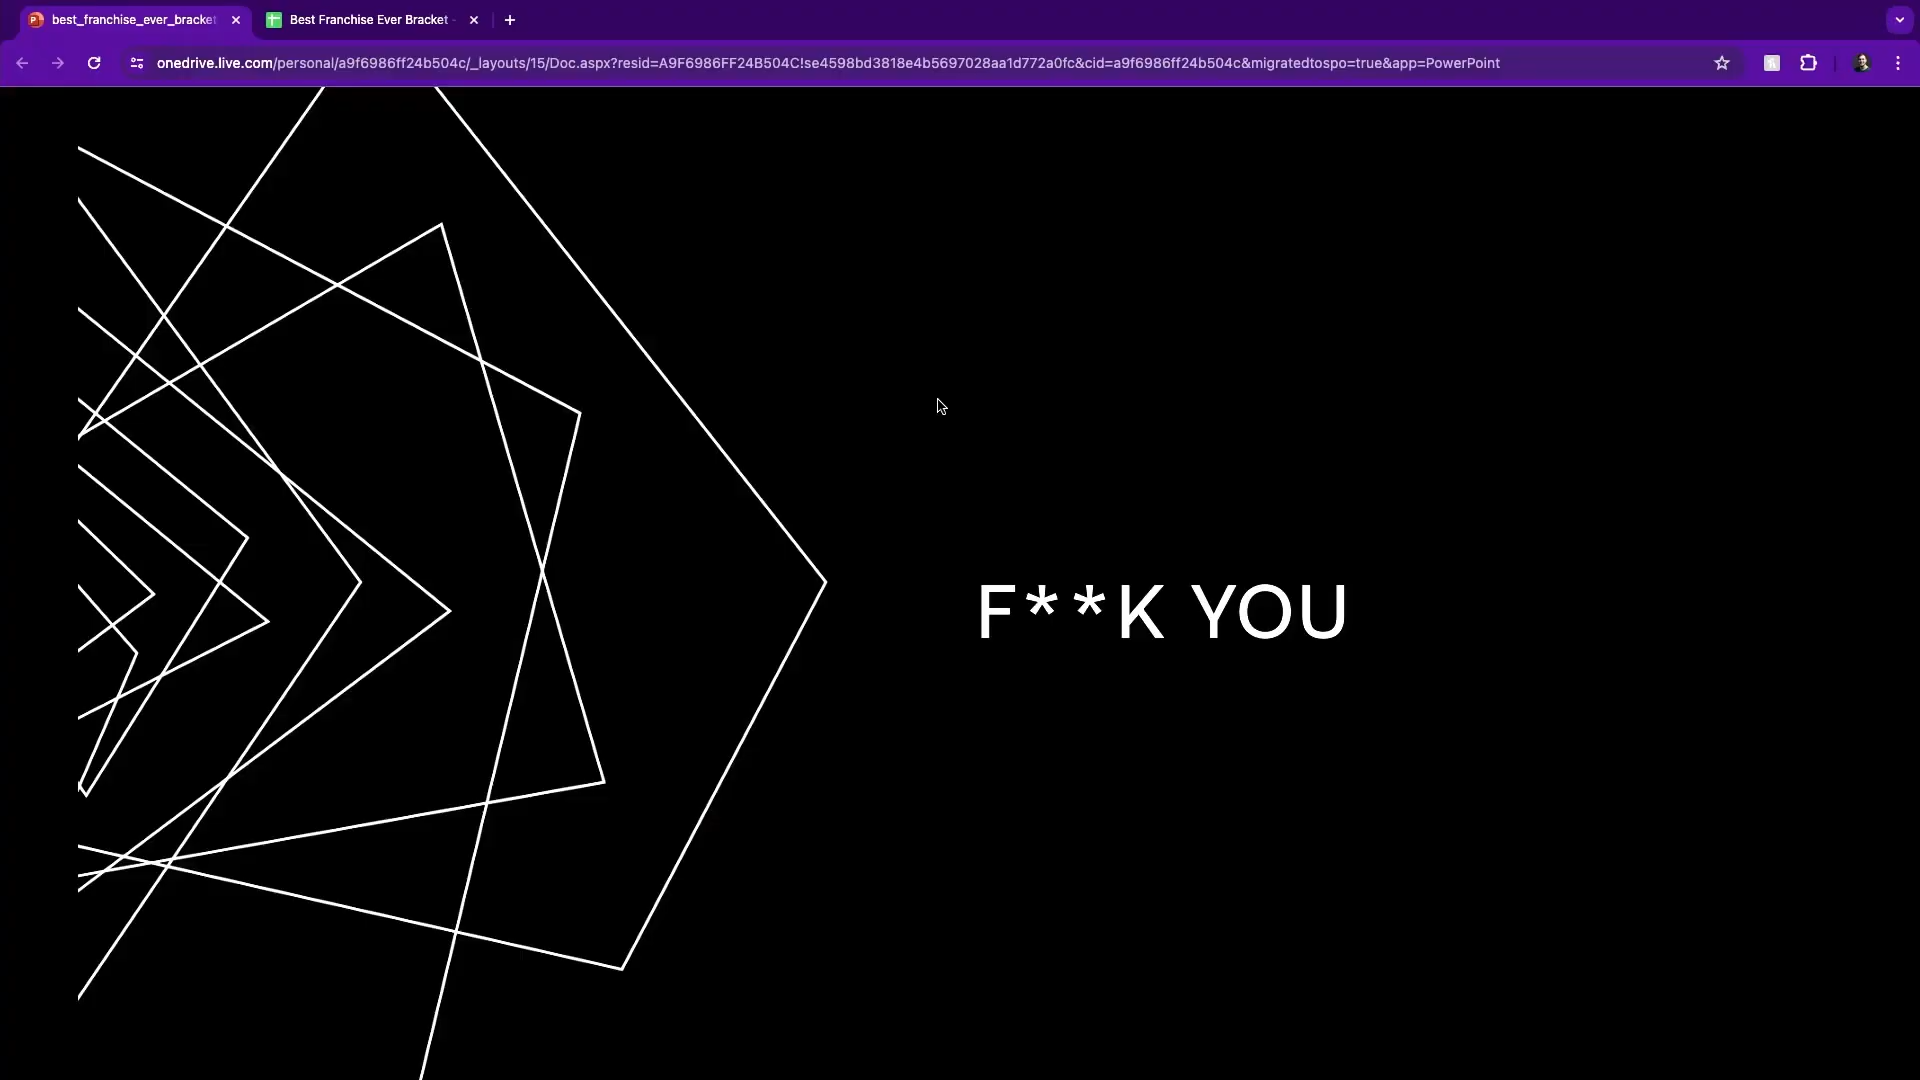 best_franchise_ever_bracket
Best Franchise Ever Bracket -
onedrive.live.com/personal/a9f6986ff24b504c/_layouts/15/Doc.aspx?resid=A9F6986FF24B504C!se4598bd3818e4b5697028aa1d772a0fc&cid=a9f6986ff24b504c&migratedtospo=true&app=PowerPoint
F**K YOU